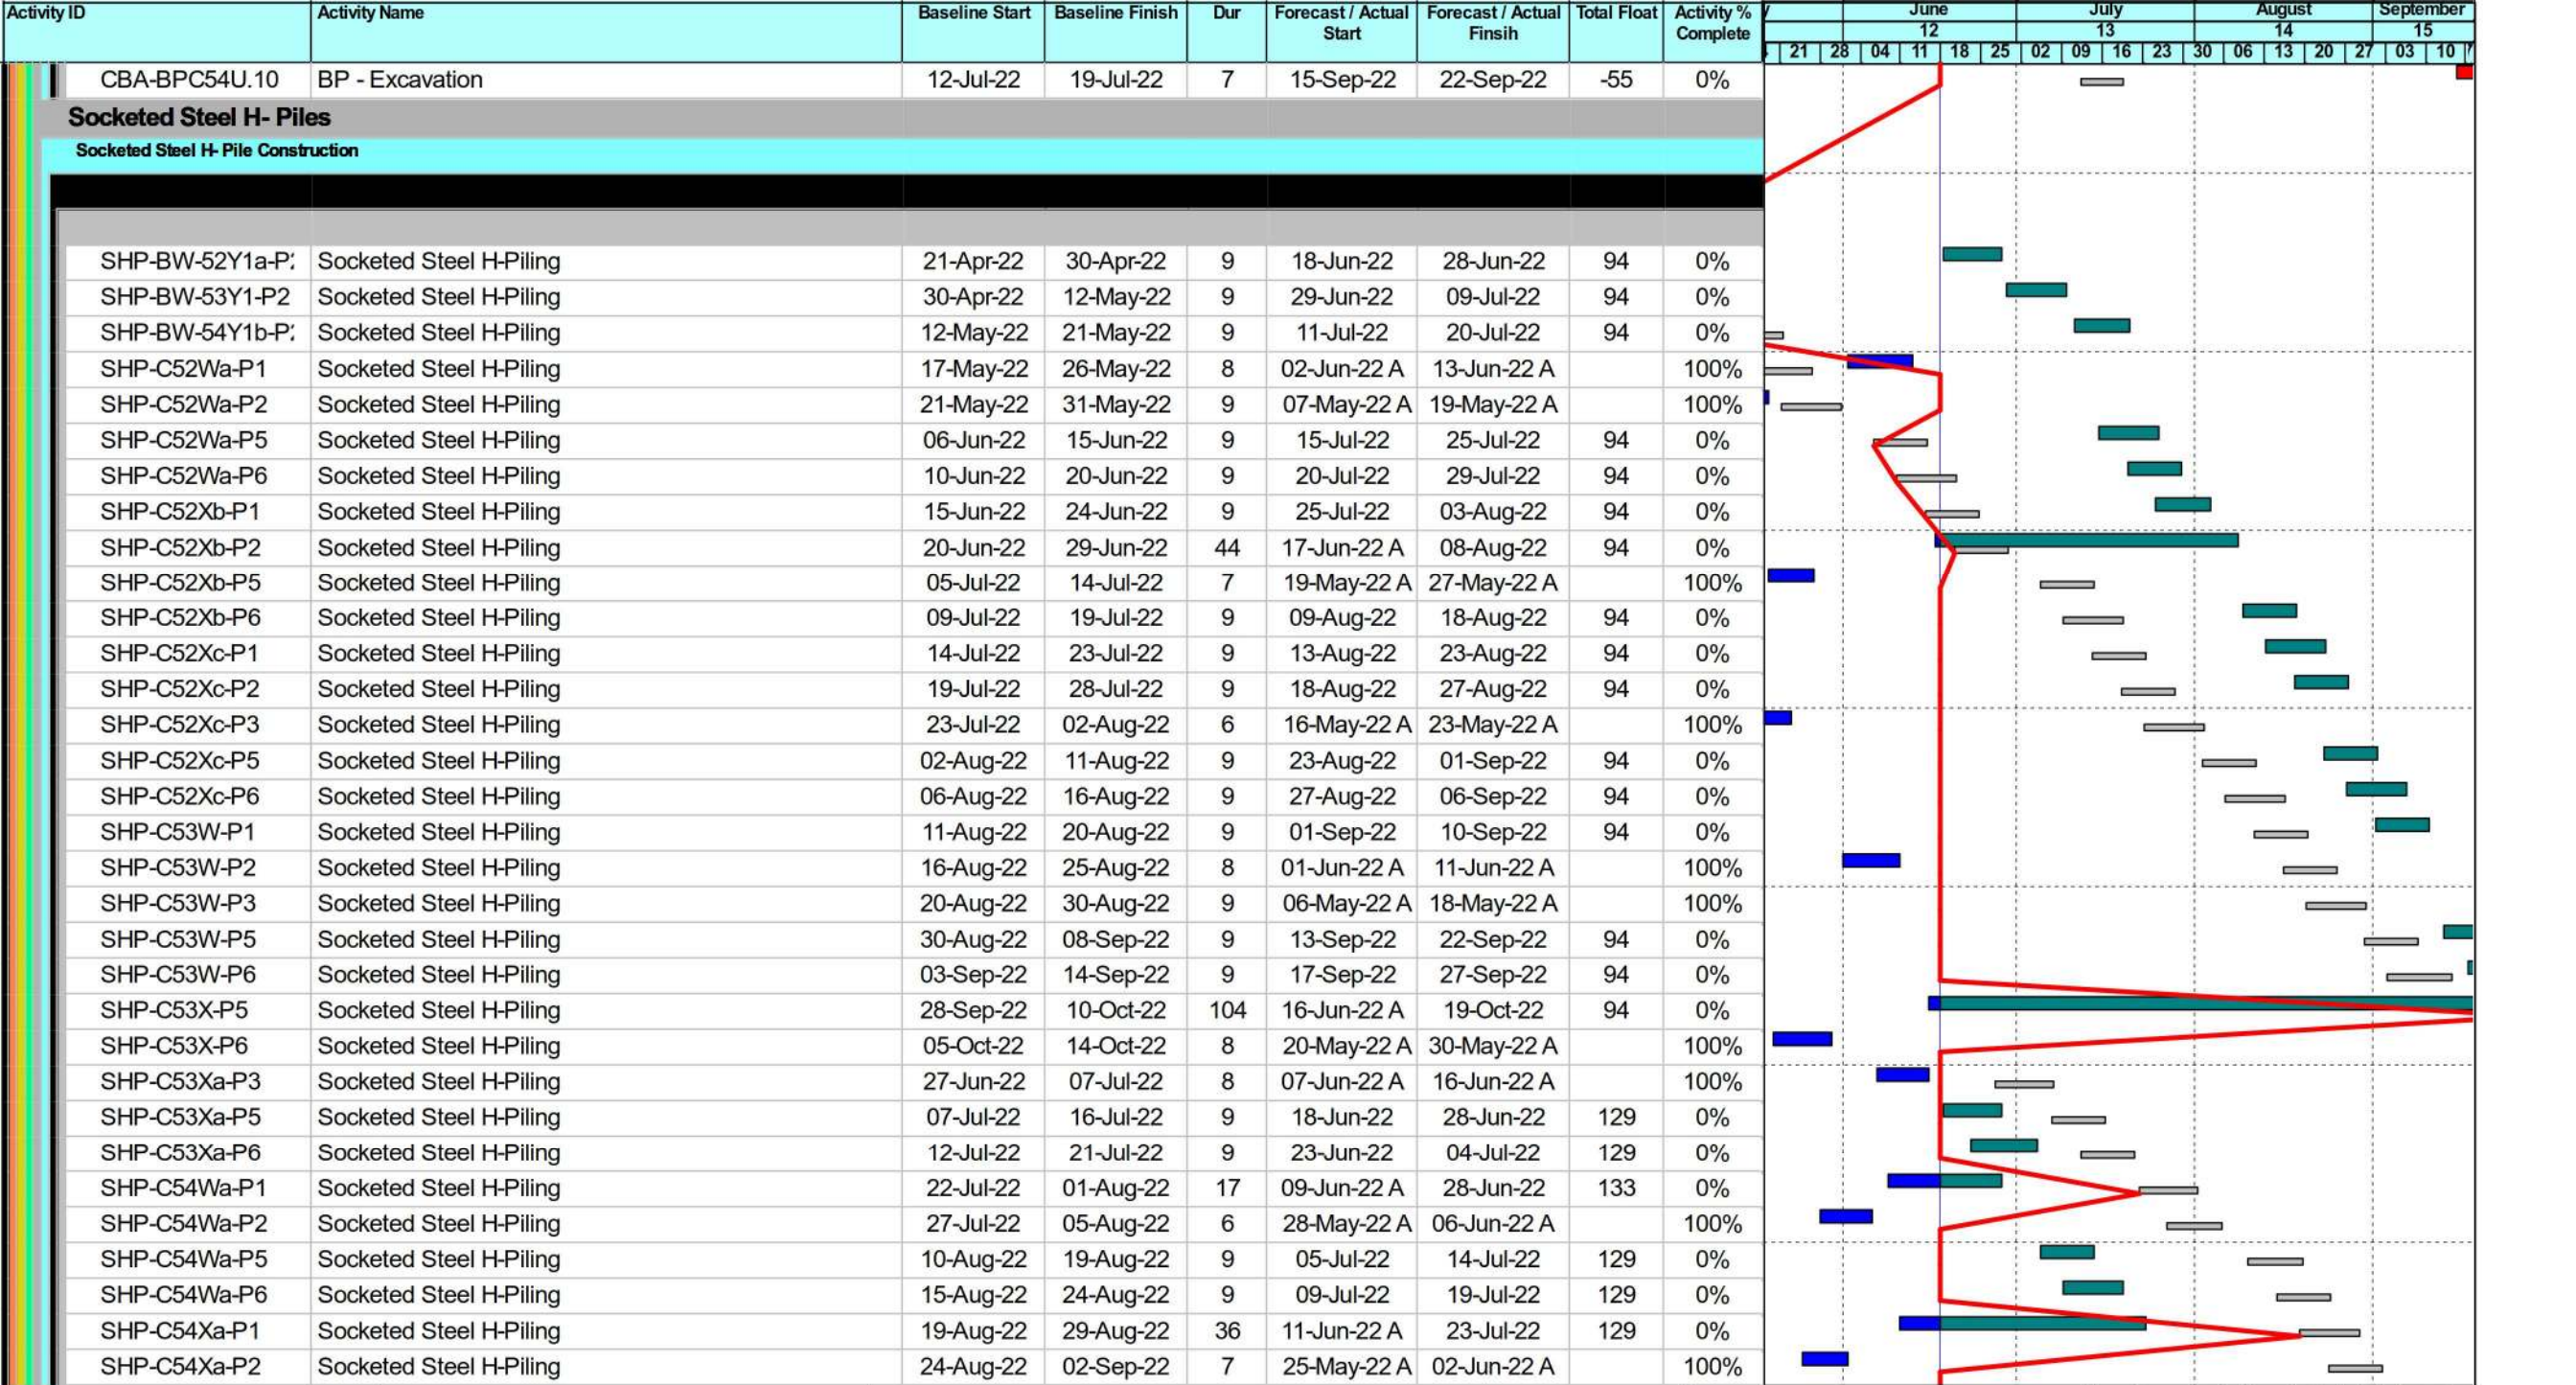 Activity ID Activity Name Baseline Start Baseline Finish Dur Forecast / Actual Start Forecast / Actual Finsih Total Float Activity % Complete
June July August September
12 13 14 15
21 28 04 11 18 25 02 09 16 23 30 06 13 20 27 03 10
CBA-BPC54U.10 BP - Excavation 12-Jul-22 19-Jul-22 7 15-Sep-22 22-Sep-22 -55 0%
Socketed Steel H- Piles
Socketed Steel H- Pile Construction
SHP-BW-52Y1a-P Socketed Steel H-Piling 21-Apr-22 30-Apr-22 9 18-Jun-22 28-Jun-22 94 0%
SHP-BW-53Y1-P2 Socketed Steel H-Piling 30-Apr-22 12-May-22 9 29-Jun-22 09-Jul-22 94 0%
SHP-BW-54Y1b-P Socketed Steel H-Piling 12-May-22 21-May-22 9 11-Jul-22 20-Jul-22 94 0%
SHP-C52Wa-P1 Socketed Steel H-Piling 17-May-22 26-May-22 8 02-Jun-22 A 13-Jun-22 A 100%
SHP-C52Wa-P2 Socketed Steel H-Piling 21-May-22 31-May-22 9 07-May-22 A 19-May-22 A 100%
SHP-C52Wa-P5 Socketed Steel H-Piling 06-Jun-22 15-Jun-22 9 15-Jul-22 25-Jul-22 94 0%
SHP-C52Wa-P6 Socketed Steel H-Piling 10-Jun-22 20-Jun-22 9 20-Jul-22 29-Jul-22 94 0%
SHP-C52Xb-P1 Socketed Steel H-Piling 15-Jun-22 24-Jun-22 9 25-Jul-22 03-Aug-22 94 0%
SHP-C52Xb-P2 Socketed Steel H-Piling 20-Jun-22 29-Jun-22 44 17-Jun-22 A 08-Aug-22 94 0%
SHP-C52Xb-P5 Socketed Steel H-Piling 05-Jul-22 14-Jul-22 7 19-May-22 A 27-May-22 A 100%
SHP-C52Xb-P6 Socketed Steel H-Piling 09-Jul-22 19-Jul-22 9 09-Aug-22 18-Aug-22 94 0%
SHP-C52Xc-P1 Socketed Steel H-Piling 14-Jul-22 23-Jul-22 9 13-Aug-22 23-Aug-22 94 0%
SHP-C52Xc-P2 Socketed Steel H-Piling 19-Jul-22 28-Jul-22 9 18-Aug-22 27-Aug-22 94 0%
SHP-C52Xc-P3 Socketed Steel H-Piling 23-Jul-22 02-Aug-22 6 16-May-22 A 23-May-22 A 100%
SHP-C52Xc-P5 Socketed Steel H-Piling 02-Aug-22 11-Aug-22 9 23-Aug-22 01-Sep-22 94 0%
SHP-C52Xc-P6 Socketed Steel H-Piling 06-Aug-22 16-Aug-22 9 27-Aug-22 06-Sep-22 94 0%
SHP-C53W-P1 Socketed Steel H-Piling 11-Aug-22 20-Aug-22 9 01-Sep-22 10-Sep-22 94 0%
SHP-C53W-P2 Socketed Steel H-Piling 16-Aug-22 25-Aug-22 8 01-Jun-22 A 11-Jun-22 A 100%
SHP-C53W-P3 Socketed Steel H-Piling 20-Aug-22 30-Aug-22 9 06-May-22 A 18-May-22 A 100%
SHP-C53W-P5 Socketed Steel H-Piling 30-Aug-22 08-Sep-22 9 13-Sep-22 22-Sep-22 94 0%
SHP-C53W-P6 Socketed Steel H-Piling 03-Sep-22 14-Sep-22 9 17-Sep-22 27-Sep-22 94 0%
SHP-C53X-P5 Socketed Steel H-Piling 28-Sep-22 10-Oct-22 104 16-Jun-22 A 19-Oct-22 94 0%
SHP-C53X-P6 Socketed Steel H-Piling 05-Oct-22 14-Oct-22 8 20-May-22 A 30-May-22 A 100%
SHP-C53Xa-P3 Socketed Steel H-Piling 27-Jun-22 07-Jul-22 8 07-Jun-22 A 16-Jun-22 A 100%
SHP-C53Xa-P5 Socketed Steel H-Piling 07-Jul-22 16-Jul-22 9 18-Jun-22 28-Jun-22 129 0%
SHP-C53Xa-P6 Socketed Steel H-Piling 12-Jul-22 21-Jul-22 9 23-Jun-22 04-Jul-22 129 0%
SHP-C54Wa-P1 Socketed Steel H-Piling 22-Jul-22 01-Aug-22 17 09-Jun-22 A 28-Jun-22 133 0%
SHP-C54Wa-P2 Socketed Steel H-Piling 27-Jul-22 05-Aug-22 6 28-May-22 A 06-Jun-22 A 100%
SHP-C54Wa-P5 Socketed Steel H-Piling 10-Aug-22 19-Aug-22 9 05-Jul-22 14-Jul-22 129 0%
SHP-C54Wa-P6 Socketed Steel H-Piling 15-Aug-22 24-Aug-22 9 09-Jul-22 19-Jul-22 129 0%
SHP-C54Xa-P1 Socketed Steel H-Piling 19-Aug-22 29-Aug-22 36 11-Jun-22 A 23-Jul-22 129 0%
SHP-C54Xa-P2 Socketed Steel H-Piling 24-Aug-22 02-Sep-22 7 25-May-22 A 02-Jun-22 A 100%